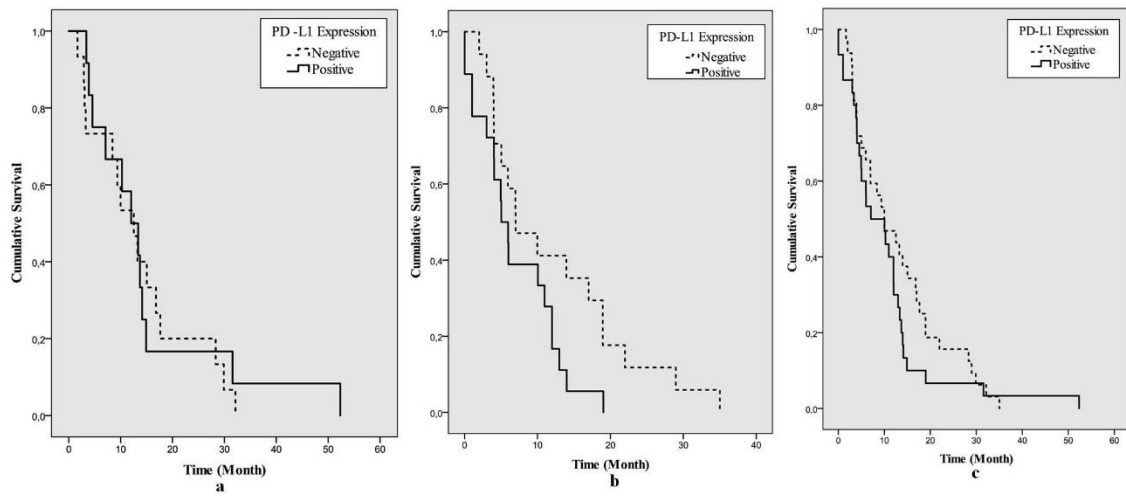 PD -L1 Expression
Negative
Positive
1,0
0,8
0,6
0,4
0,2
0,0
Cumulative Survival
0
10
20
30
40
50
60
Time (Month)
a
PD-L1 Expression
Negative
Positive
1,0
0,8
0,6
0,4
0,2
0,0
Cumulative Survival
0
10
20
30
40
Time (Month)
b
PD-L1 Expression
Negative
Positive
1,0
0,8
0,6
0,4
0,2
0,0
Cumulative Survival
0
10
20
30
40
50
60
Time (Month)
c